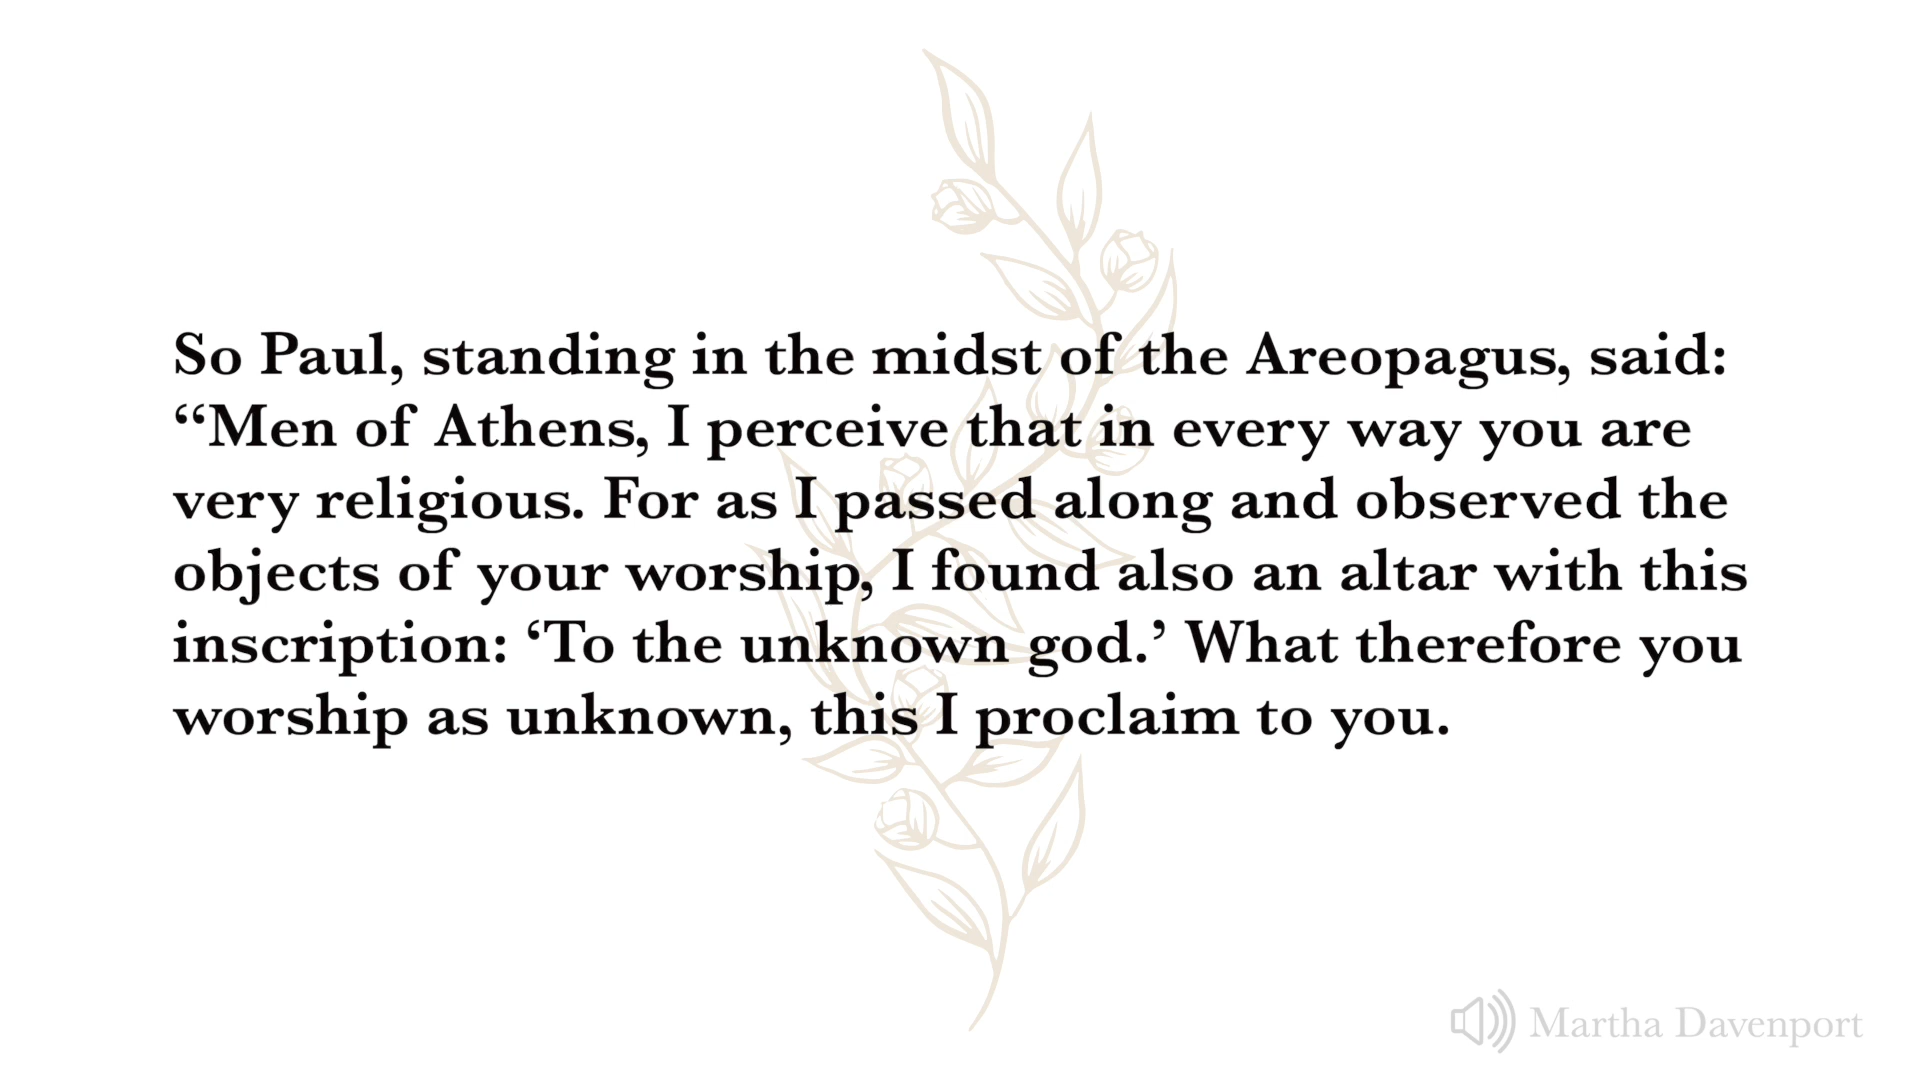 So Paul, standing in the midst of the Areopagus, said:
“Men of Athens, I perceive that in every way you are
very religious. For as I passed along and observed the
objects of your worship, I found also an altar with this
inscription: ‘To the unknown god.’ What therefore you
worship as unknown, this I proclaim to you.
Martha Davenport